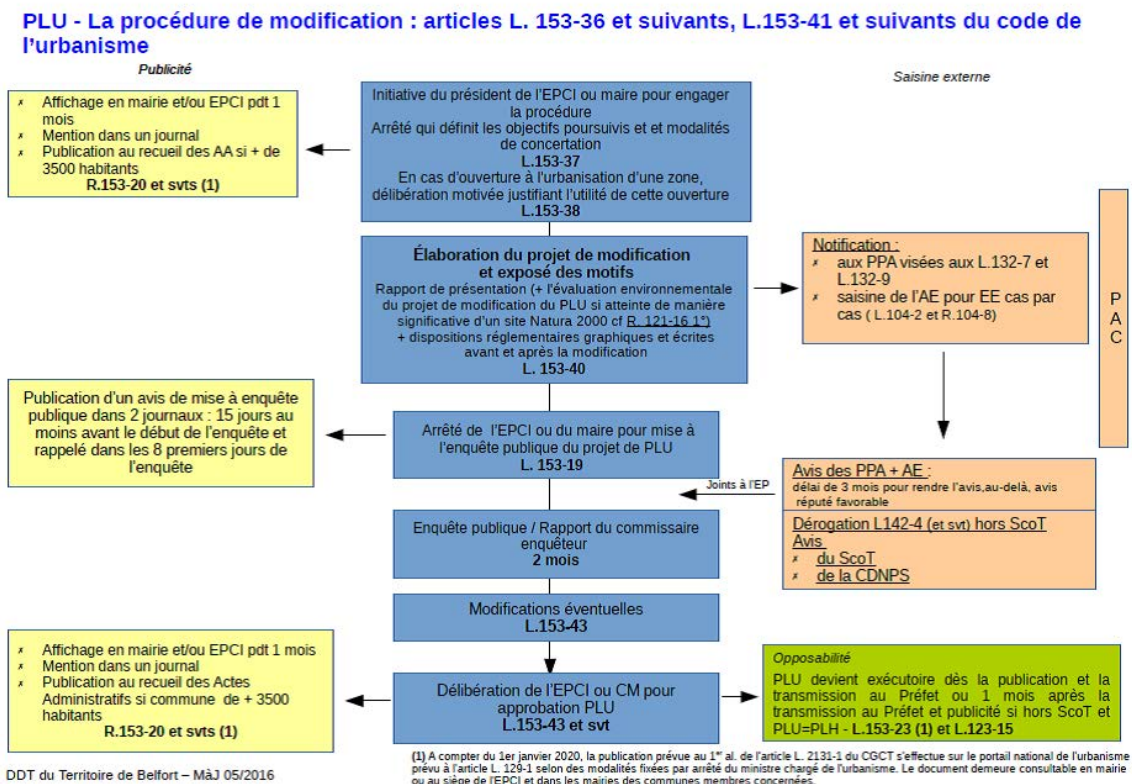 PLU - La procédure de modification : articles L. 153-36 et suivants, L.153-41 et suivants du code de
l'urbanisme
Publicité
Saisine externe
✗ Affichage en mairie et/ou EPCI pdt 1
mois
✗ Mention dans un journal
✗ Publication au recueil des AA si + de
3500 habitants
R.153-20 et svts (1)
Initiative du président de l'EPCI ou maire pour engager
la procédure
Arrêté qui définit les objectifs poursuivis et et modalités
de concertation
L.153-37
En cas d'ouverture à l'urbanisation d'une zone,
délibération motivée justifiant l'utilité de cette ouverture
L.153-38
Élaboration du projet de modification
et exposé des motifs
Rapport de présentation (+ l'évaluation environnementale
du projet de modification du PLU si atteinte de manière
significative d'un site Natura 2000 cf R. 121-16 1°)
+ dispositions réglementaires graphiques et écrites
avant et après la modification
L. 153-40
Notification :
✗ aux PPA visées aux L.132-7 et
L.132-9
✗ saisine de l'AE pour EE cas par
cas ( L.104-2 et R.104-8)
P
A
C
Publication d'un avis de mise à enquête
publique dans 2 journaux : 15 jours au
moins avant le début de l'enquête et
rappelé dans les 8 premiers jours de
l'enquête
Arrêté de l'EPCI ou du maire pour mise à
l'enquête publique du projet de PLU
L. 153-19
Joints à l'EP
Avis des PPA + AE :
délai de 3 mois pour rendre l'avis,au-delà, avis
réputé favorable
Dérogation L142-4 (et svt) hors ScoT
Avis
✗ du ScoT
✗ de la CDNPS
Enquête publique / Rapport du commissaire
enquêteur
2 mois
Modifications éventuelles
L.153-43
✗ Affichage en mairie et/ou EPCI pdt 1 mois
✗ Mention dans un journal
✗ Publication au recueil des Actes
Administratifs si commune de + 3500
habitants
R.153-20 et svts (1)
Délibération de l'EPCI ou CM pour
approbation PLU
L.153-43 et svt
Opposabilité
PLU devient exécutoire dès la publication et la
transmission au Préfet ou 1 mois après la
transmission au Préfet et publicité si hors ScoT et
PLU=PLH - L.153-23 (1) et L.123-15
(1) A compter du 1er janvier 2020, la publication prévue au 1er al. de l'article L. 2131-1 du CGCT s'effectue sur le portail national de l'urbanisme
prévu à l'article L. 129-1 selon des modalités fixées par arrêté du ministre chargé de l'urbanisme. Le document demeure consultable en mairie
ou au siège de l'EPCI et dans les mairies des communes membres concernées.
DDT du Territoire de Belfort – MàJ 05/2016